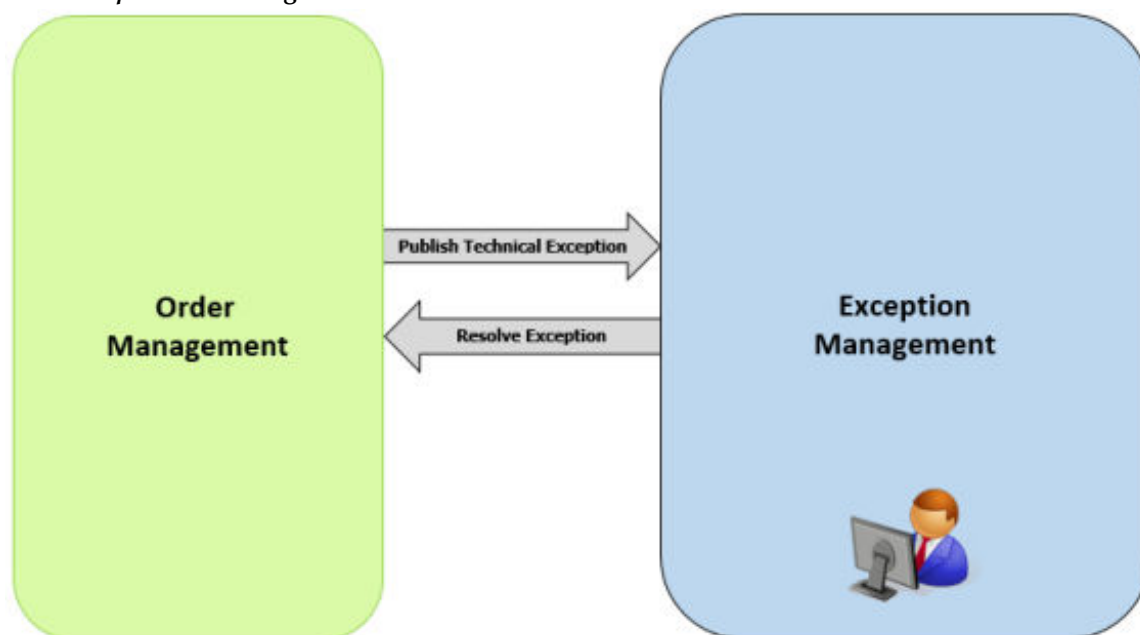 Publish Technical Exception
Order
Management
Exception
Management
Resolve Exception